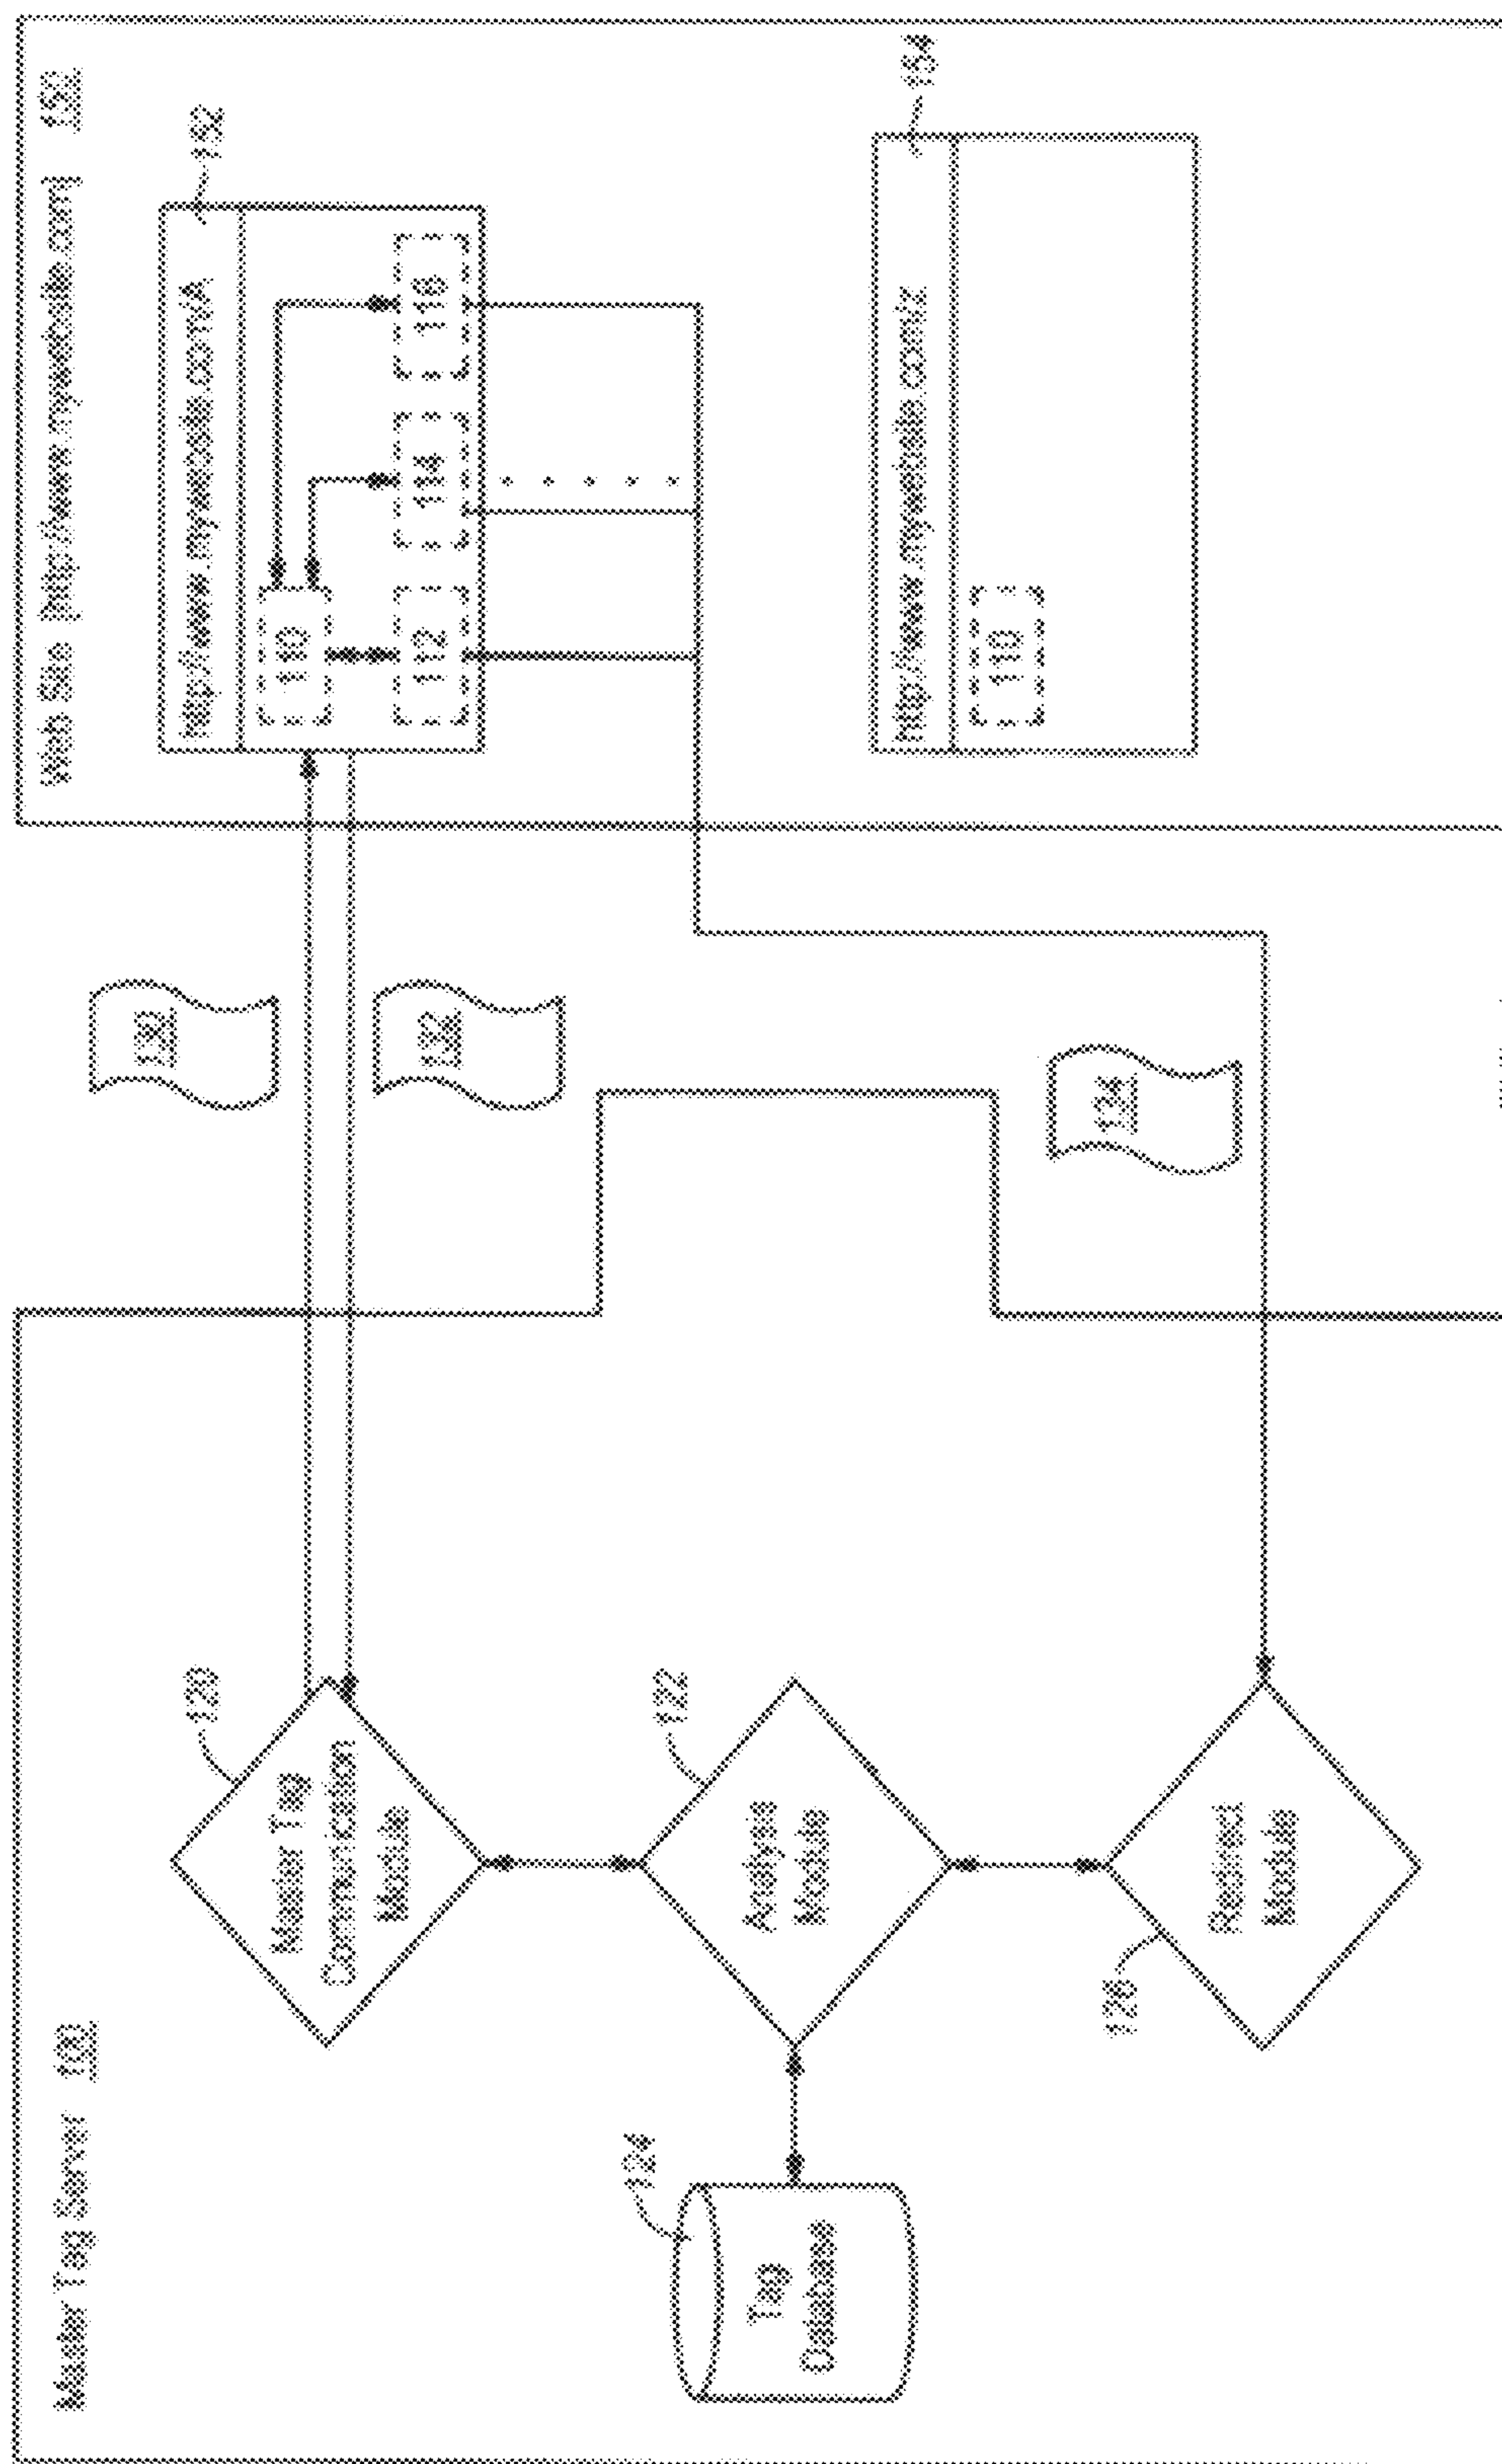 Master Tag Server 100
120
Master Tag
Communication
Module
122
Analysis
Module
124
Tag
Database
126
Redirect
Module
130
132
134
Web Site [http://www.mywebsite.com] 150
152
http://www.mywebsite.com/A
110
112
114
116
154
http://www.mywebsite.com/z
110